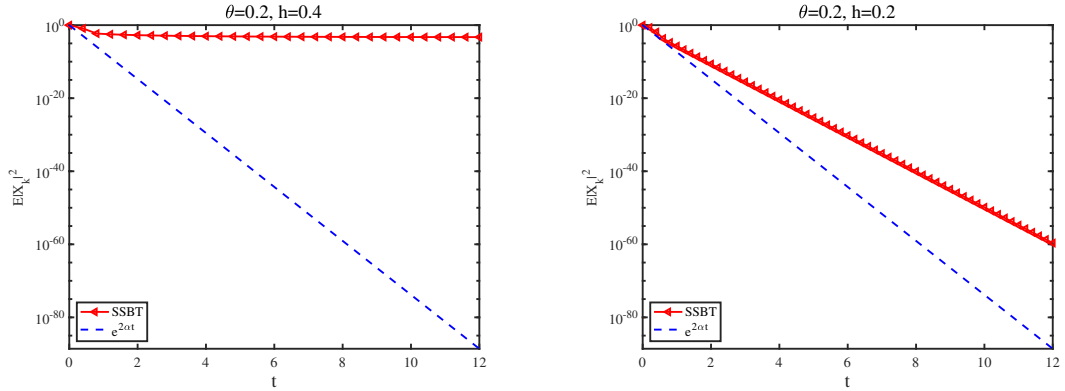 θ=0.2, h=0.4
10^0
10^-20
10^-40
10^-60
10^-80
E|X_k|^2
SSBT
e^{2αt}
0 2 4 6 8 10 12
t
θ=0.2, h=0.2
10^0
10^-20
10^-40
10^-60
10^-80
E|X_k|^2
SSBT
e^{2αt}
0 2 4 6 8 10 12
t